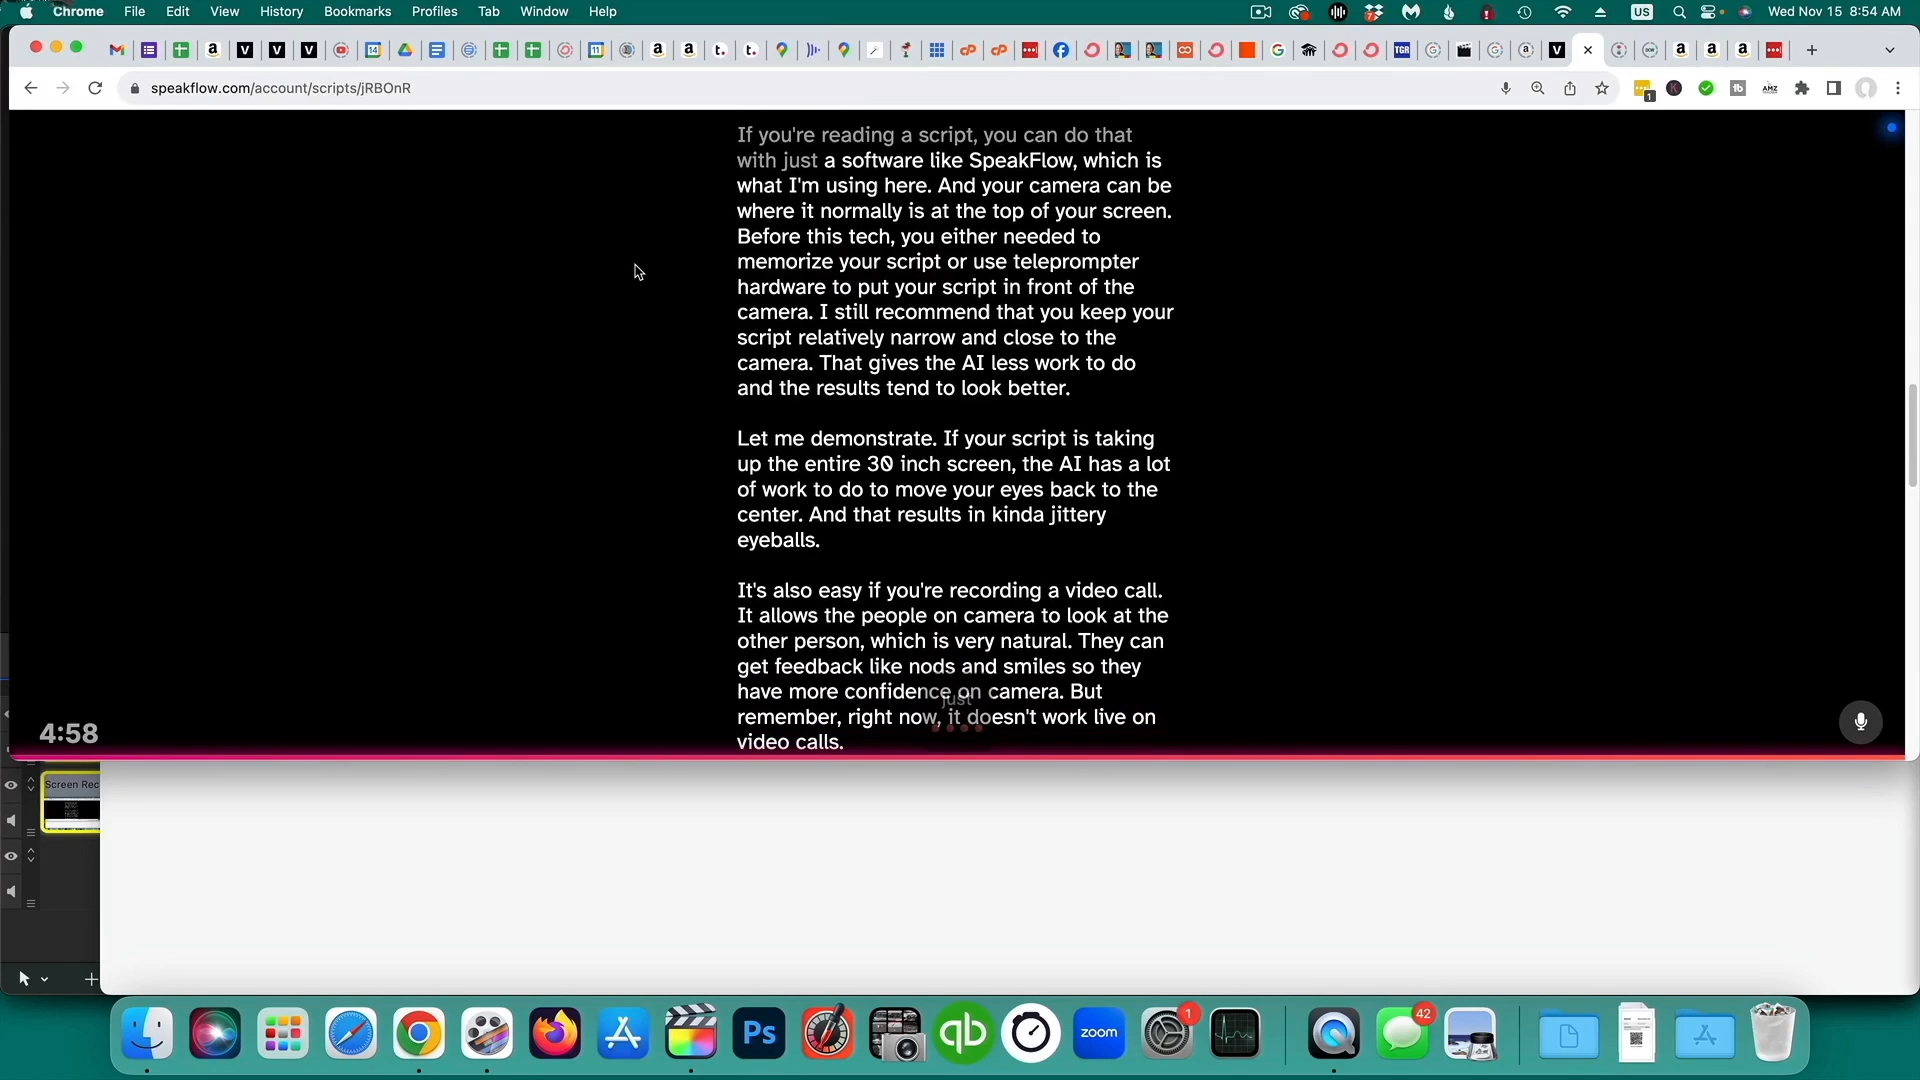 Chrome File Edit View History Bookmarks Profiles Tab Window Help
US
Wed Nov 15 8:54 AM
speakflow.com/account/scripts/jRBOnR
1
AMZ
If you're reading a script, you can do that
with just a software like SpeakFlow, which is
what I'm using here. And your camera can be
where it normally is at the top of your screen.
Before this tech, you either needed to
memorize your script or use teleprompter
hardware to put your script in front of the
camera. I still recommend that you keep your
script relatively narrow and close to the
camera. That gives the AI less work to do
and the results tend to look better.
Let me demonstrate. If your script is taking
up the entire 30 inch screen, the AI has a lot
of work to do to move your eyes back to the
center. And that results in kinda jittery
eyeballs.
It's also easy if you're recording a video call.
It allows the people on camera to look at the
other person, which is very natural. They can
get feedback like nods and smiles so they
have more confidence on camera. But
just
remember, right now, it doesn't work live on
video calls.
4:58
Screen Rec
Ps
qb
zoom
1
42